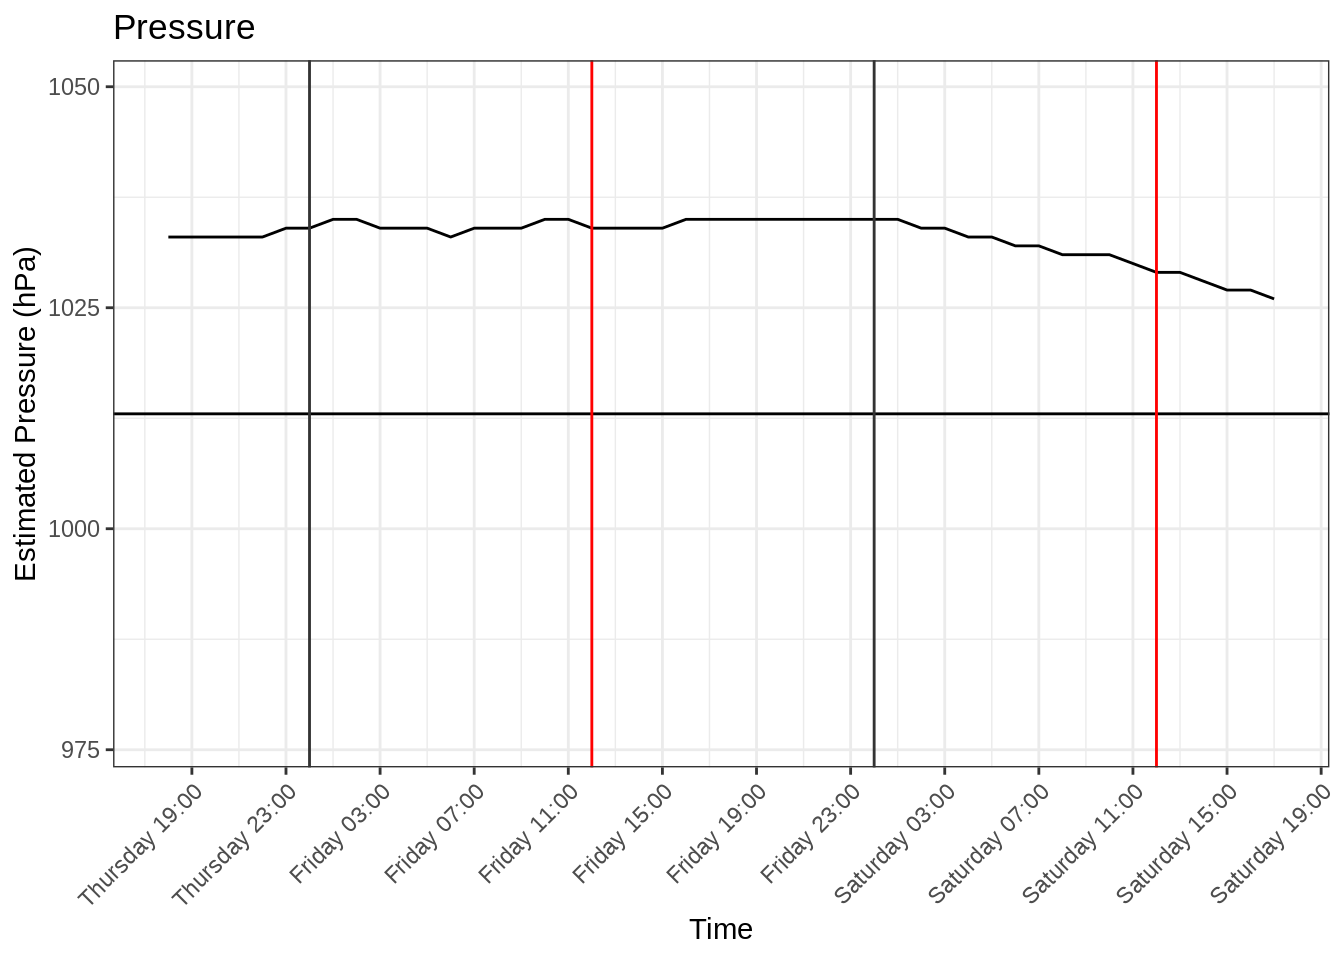 Pressure
Estimated Pressure (hPa)
1050
1025
1000
975
Thursday 19:00
Thursday 23:00
Friday 03:00
Friday 07:00
Friday 11:00
Friday 15:00
Friday 19:00
Friday 23:00
Saturday 03:00
Saturday 07:00
Saturday 11:00
Saturday 15:00
Saturday 19:00
Time